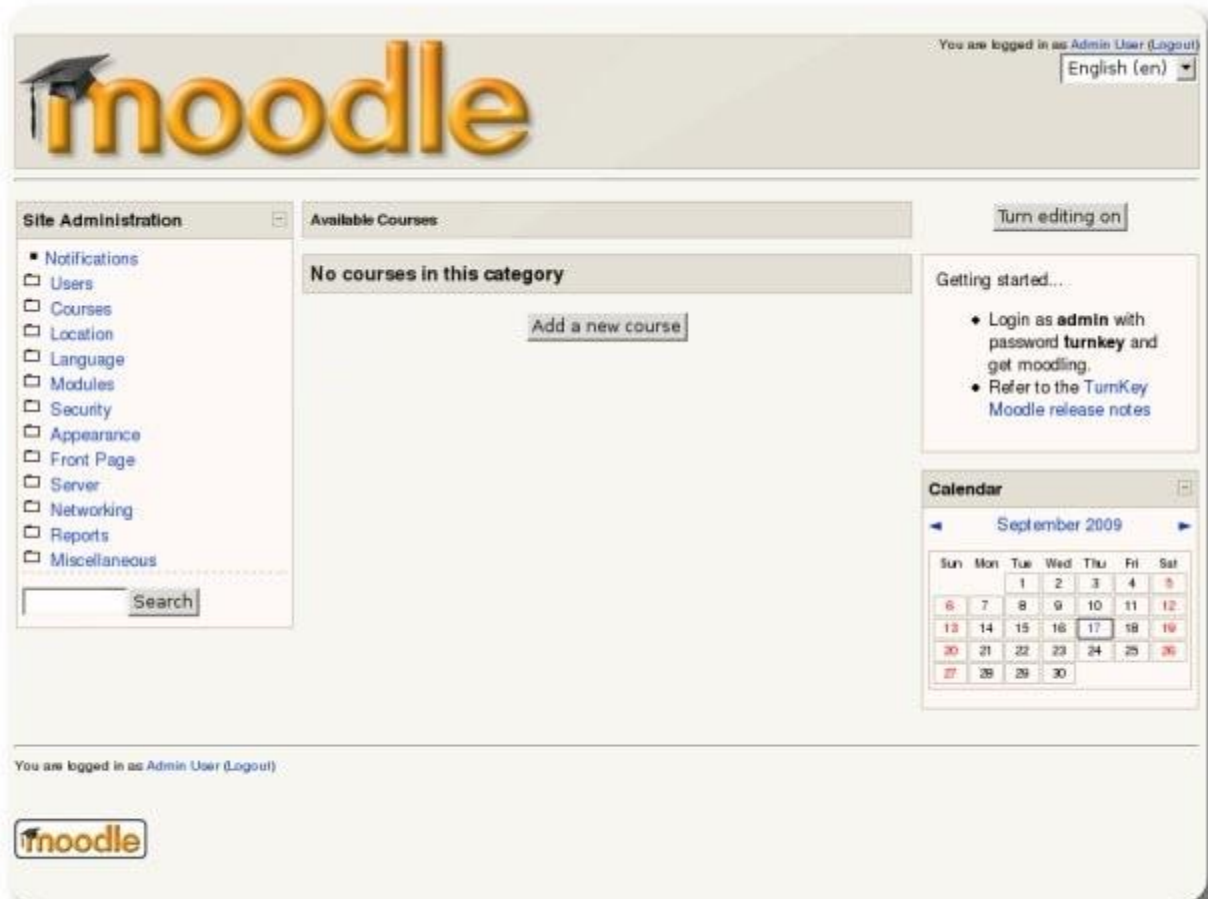 moodle
You are logged in as Admin User (Logout)
English (en)
Site Administration
Notifications
Users
Courses
Location
Language
Modules
Security
Appearance
Front Page
Server
Networking
Reports
Miscellaneous
Search
Available Courses
No courses in this category
Add a new course
Turn editing on
Getting started...
Login as admin with
password turnkey and
get moodling.
Refer to the TurnKey
Moodle release notes
Calendar
September 2009
Sun Mon Tue Wed Thu Fri Sat
1 2 3 4 5
6 7 8 9 10 11 12
13 14 15 16 17 18 19
20 21 22 23 24 25 26
27 28 29 30
You are logged in as Admin User (Logout)
moodle